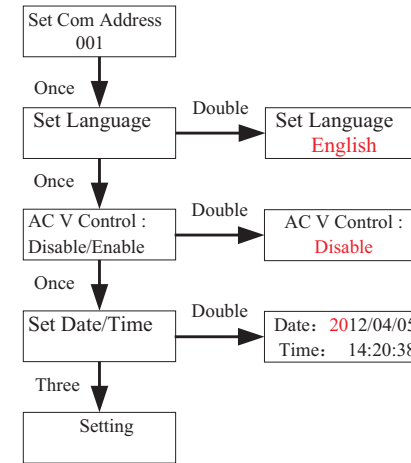 Set Com Address
001
Once
Set Language
Double
Set Language
English
Once
AC V Control :
Disable/Enable
Double
AC V Control :
Disable
Once
Set Date/Time
Double
Date：2012/04/05
Time： 14:20:38
Three
Setting